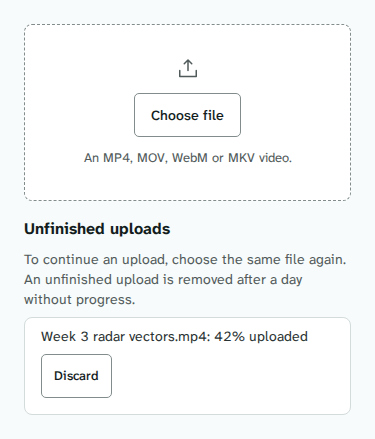 Choose file
An MP4, MOV, WebM or MKV video.
Unfinished uploads
To continue an upload, choose the same file again.
An unfinished upload is removed after a day
without progress.
Week 3 radar vectors.mp4: 42% uploaded
Discard